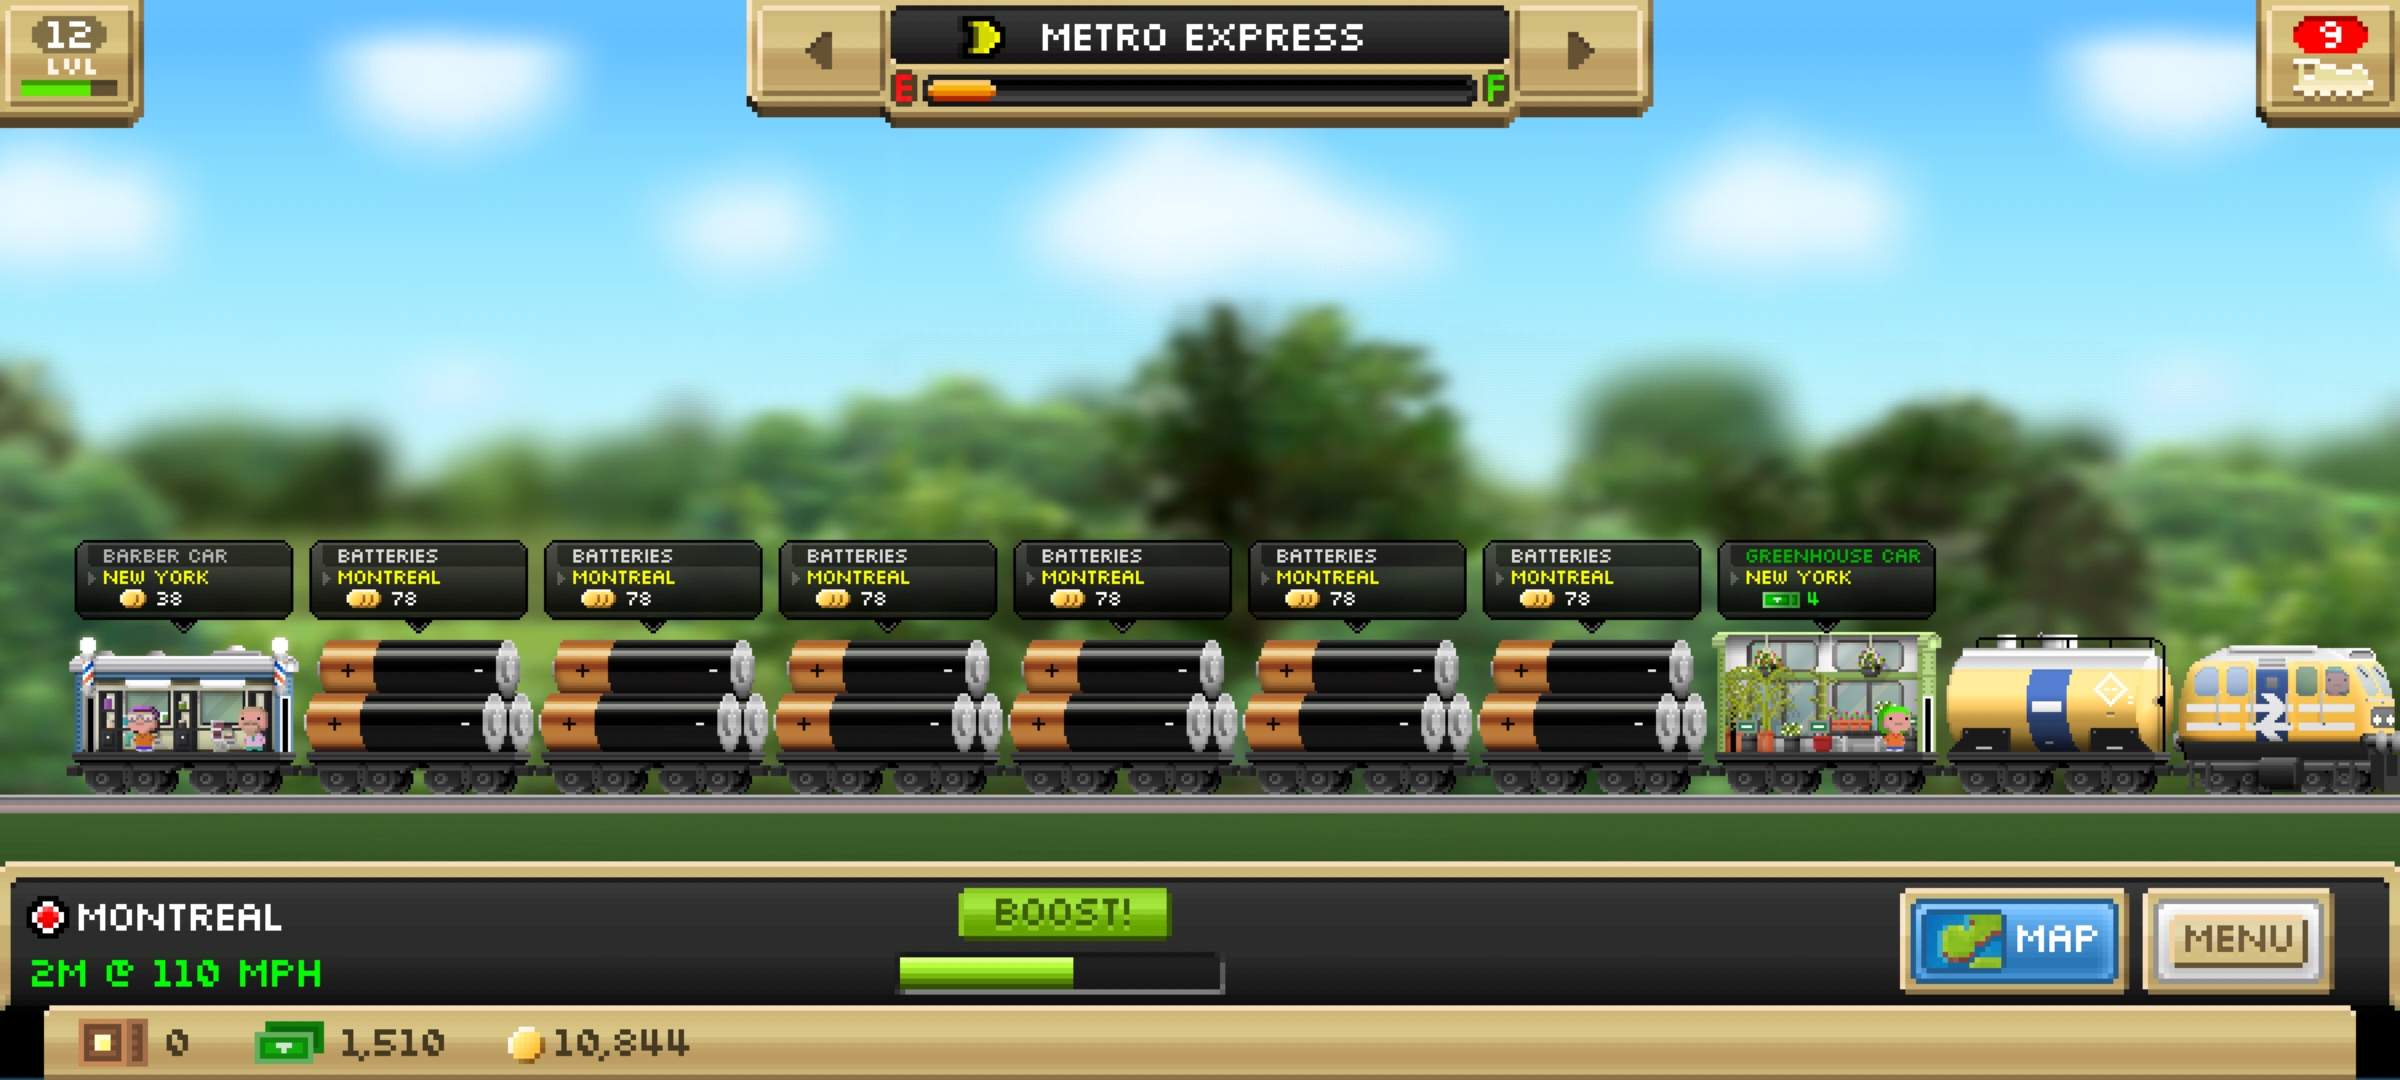 12
LVL
METRO EXPRESS
E F
9
BARBER CAR
NEW YORK
38
BATTERIES
MONTREAL
78
BATTERIES
MONTREAL
78
BATTERIES
MONTREAL
78
BATTERIES
MONTREAL
78
BATTERIES
MONTREAL
78
BATTERIES
MONTREAL
78
GREENHOUSE CAR
NEW YORK
4
+ -
+ -
+ -
+ -
+ -
+ -
+ -
+ -
+ -
+ -
+ -
+ -
MONTREAL
2M @ 110 MPH
BOOST!
MAP
MENU
0
1,510
10,844